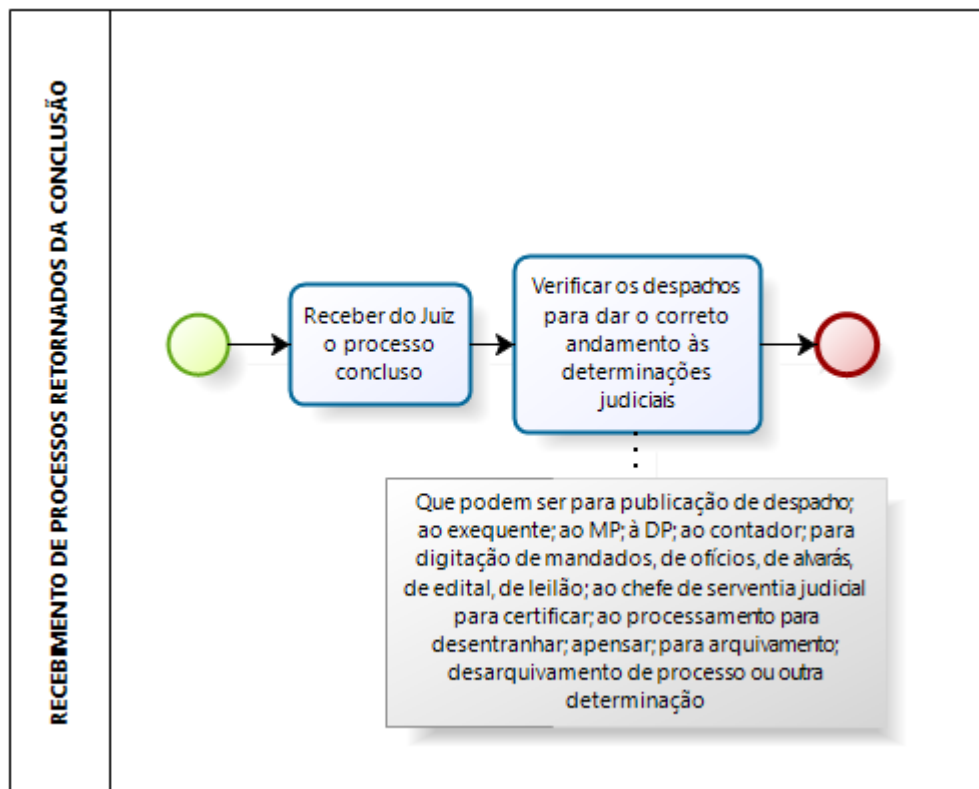 RECEBIMENTO DE PROCESSOS RETORNADOS DA CONCLUSÃO
Receber do Juiz
o processo
concluso
Verificar os despachos
para dar o correto
andamento às
determinações
judiciais
Que podem ser para publicação de despacho;
ao exequente; ao MP; à DP; ao contador; para
digitação de mandados, de ofícios, de alvarás,
de edital, de leilão; ao chefe de serventia judicial
para certificar; ao processamento para
desentranhar; apensar; para arquivamento;
desarquivamento de processo ou outra
determinação